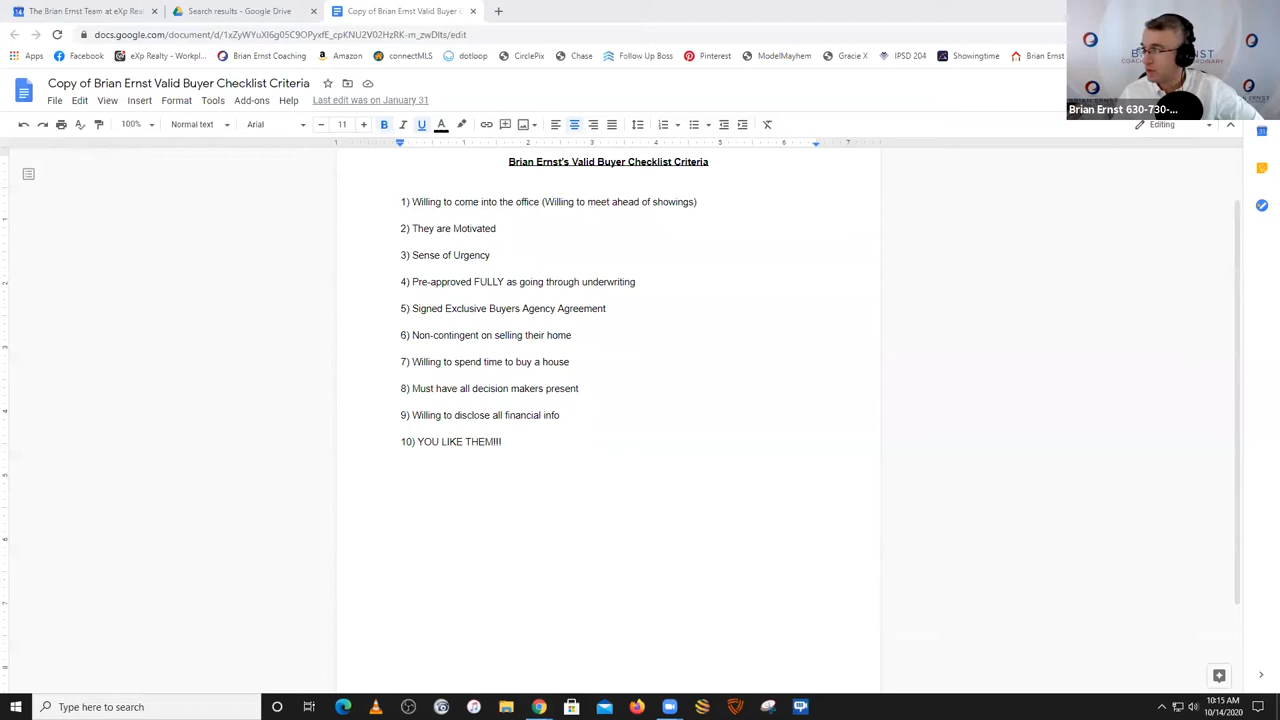 The Brian Ernst Team at eXp Real
Search results - Google Drive
Copy of Brian Ernst Valid Buyer C
docs.google.com/document/d/1xZyWYuXl6g05C9OPyxfE_cpKNU2V02HzRK-m_zwDlts/edit
Apps
Facebook
eXp Realty - Workpl...
Brian Ernst Coaching
Amazon
connectMLS
dotloop
CirclePix
Chase
Follow Up Boss
Pinterest
ModelMayhem
Gracie X
IPSD 204
Showingtime
Brian Ernst
Brian Ernst 630-730-...
Copy of Brian Ernst Valid Buyer Checklist Criteria
File Edit View Insert Format Tools Add-ons Help Last edit was on January 31
100% Normal text Arial 11 Editing
Brian Ernst's Valid Buyer Checklist Criteria
1) Willing to come into the office (Willing to meet ahead of showings)
2) They are Motivated
3) Sense of Urgency
4) Pre-approved FULLY as going through underwriting
5) Signed Exclusive Buyers Agency Agreement
6) Non-contingent on selling their home
7) Willing to spend time to buy a house
8) Must have all decision makers present
9) Willing to disclose all financial info
10) YOU LIKE THEM!!!
Type here to search
10:15 AM
10/14/2020